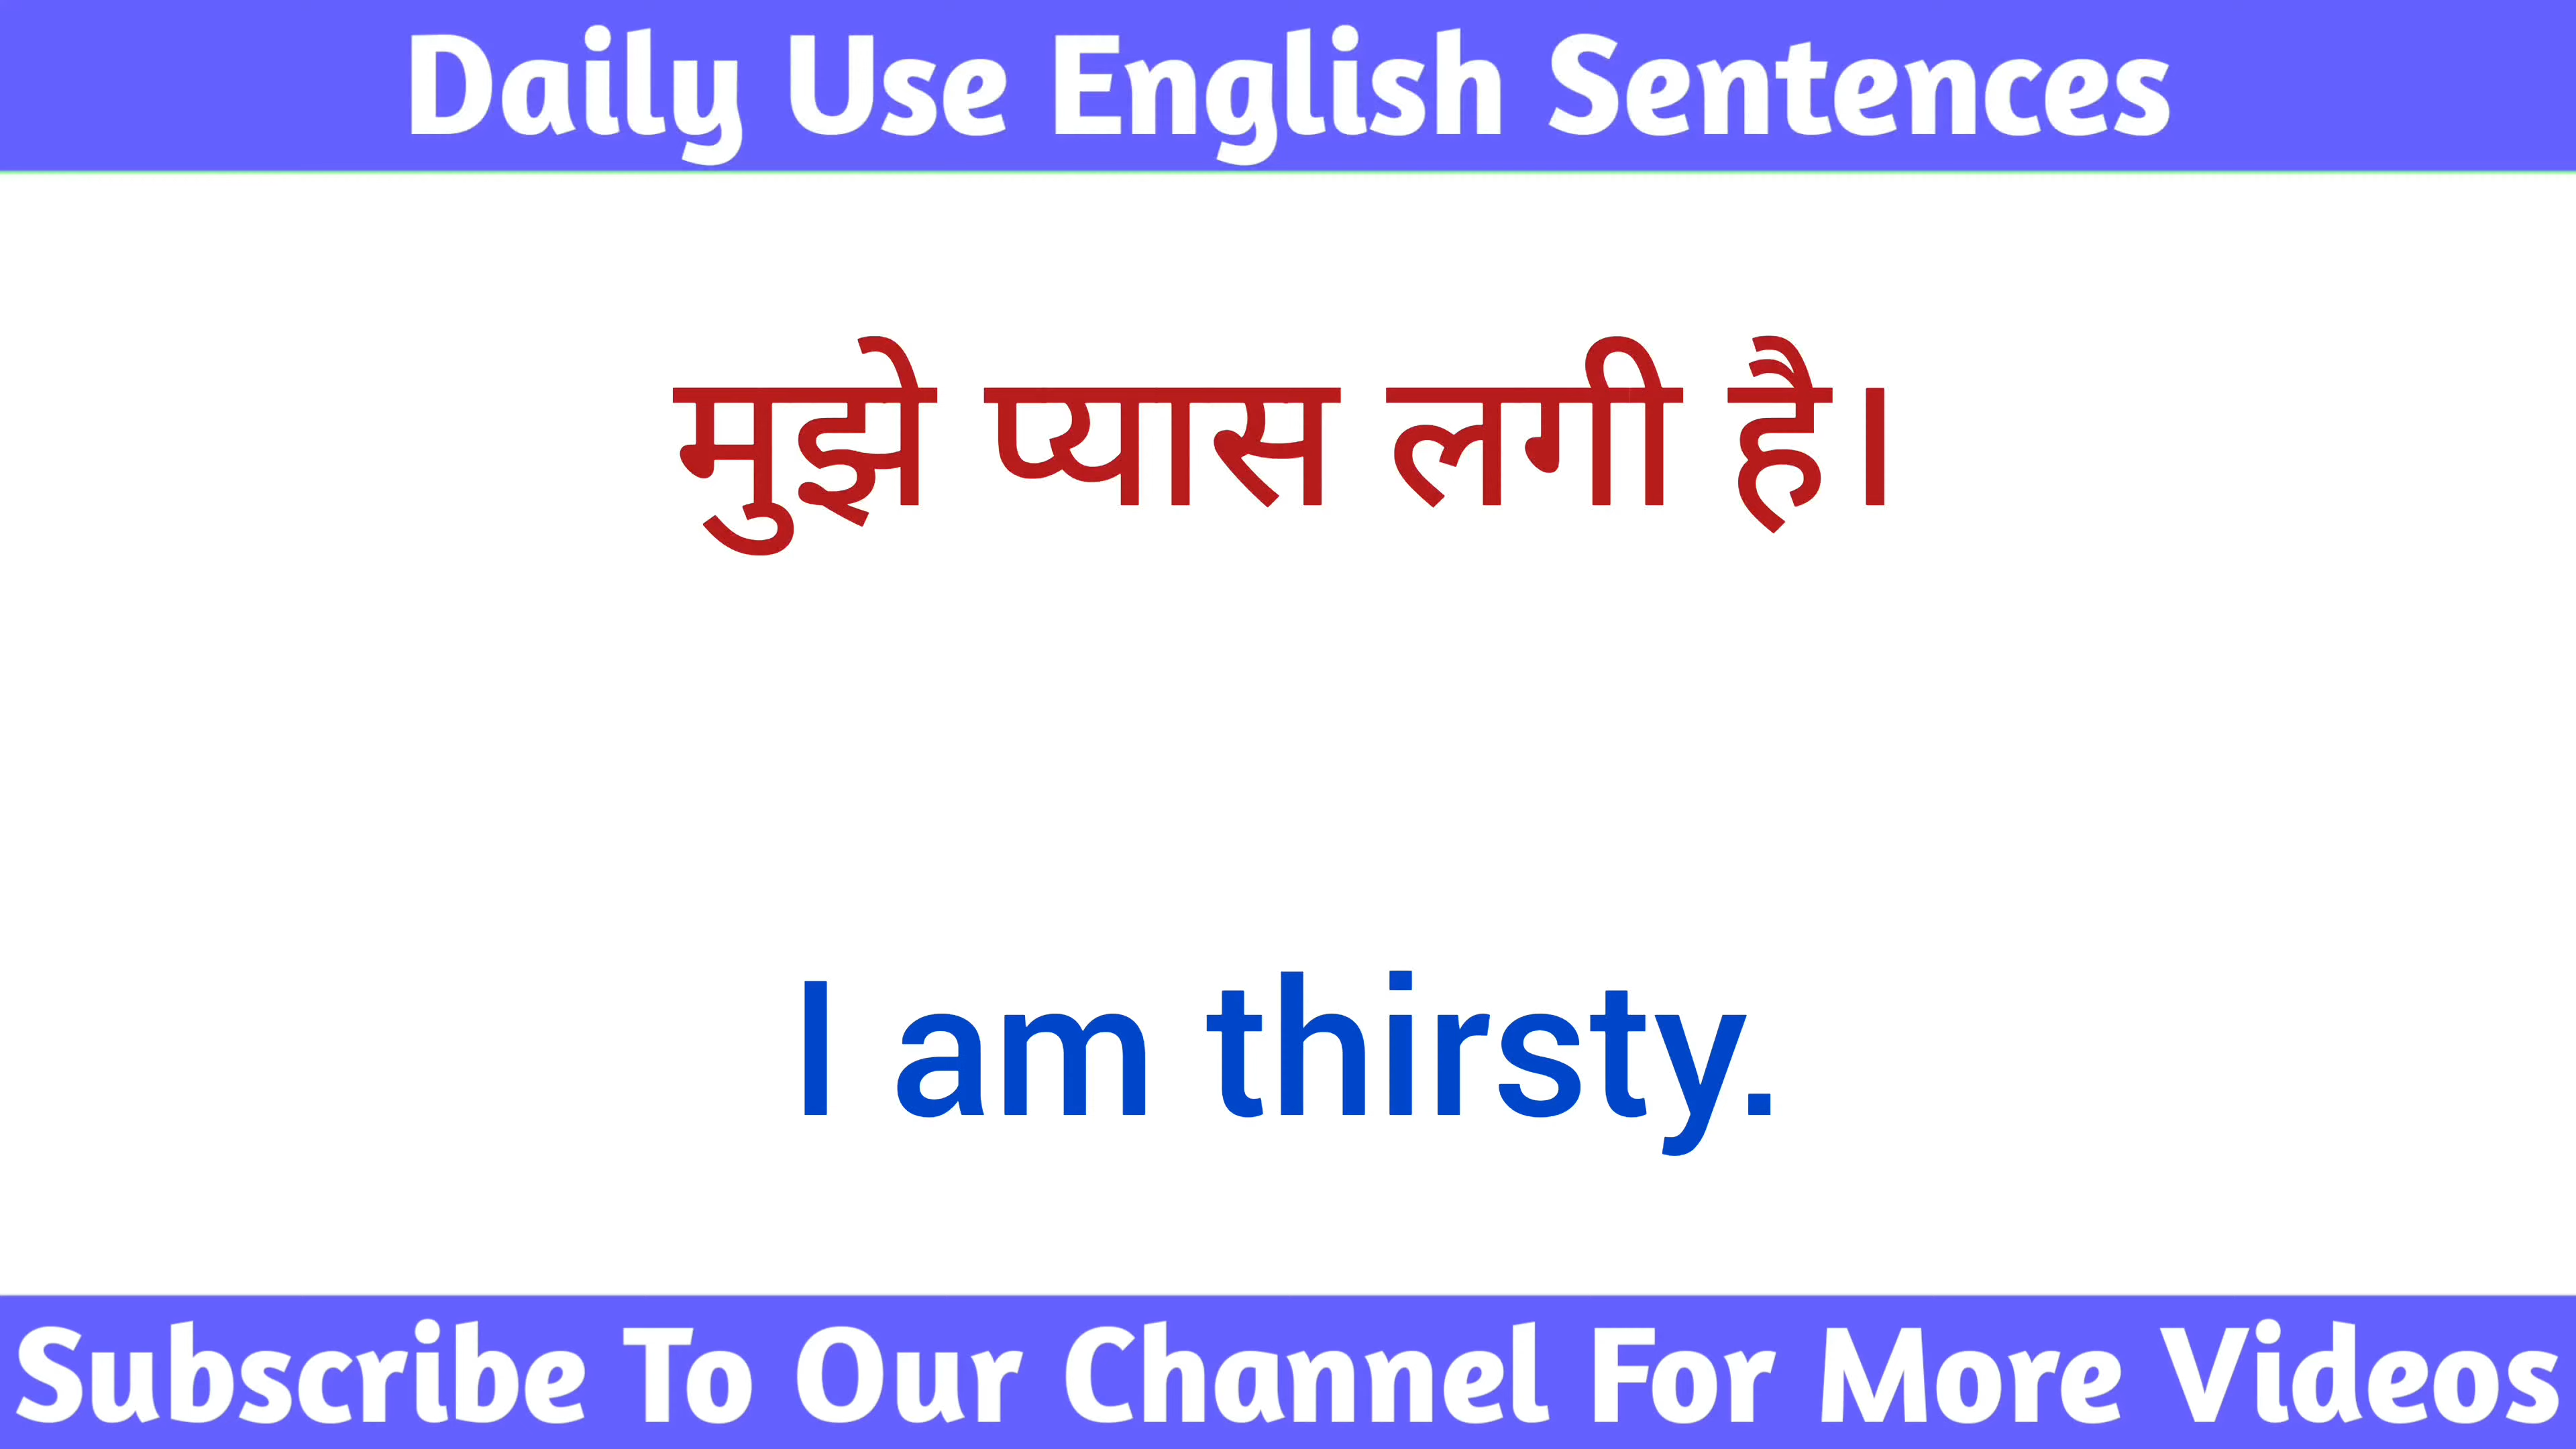 Daily Use English Sentences
मुझे प्यास लगी है।
I am thirsty.
Subscribe To Our Channel For More Videos